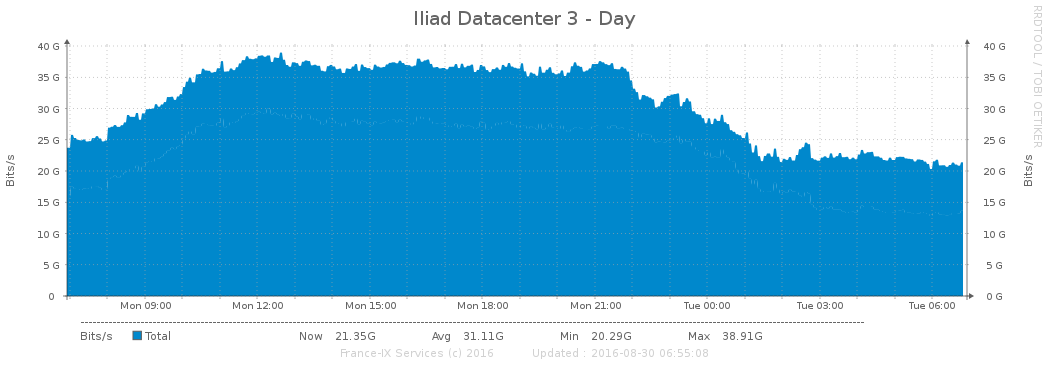 Iliad Datacenter 3 - Day
RRDTOOL / TOBI OETIKER
Bits/s
40 G 40 G
35 G 35 G
30 G 30 G
25 G 25 G
20 G 20 G
15 G 15 G
10 G 10 G
5 G 5 G
0 0 G
Bits/s
Mon 09:00 Mon 12:00 Mon 15:00 Mon 18:00 Mon 21:00 Tue 00:00 Tue 03:00 Tue 06:00
Bits/s Total Now 21.35G Avg 31.11G Min 20.29G Max 38.91G
France-IX Services (c) 2016 Updated : 2016-08-30 06:55:08